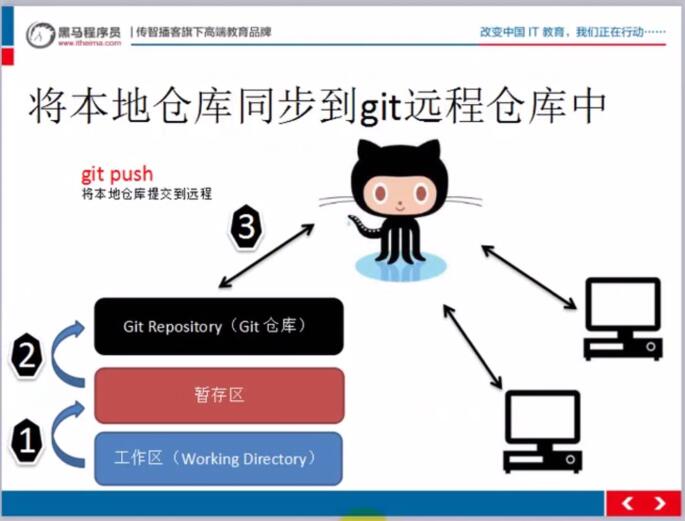 黑马程序员
www.itheima.com
传智播客旗下高端教育品牌
改变中国 IT 教育，我们正在行动……
将本地仓库同步到git远程仓库中
git push
将本地仓库提交到远程
3
Git Repository（Git 仓库）
2
暂存区
1
工作区（Working Directory）